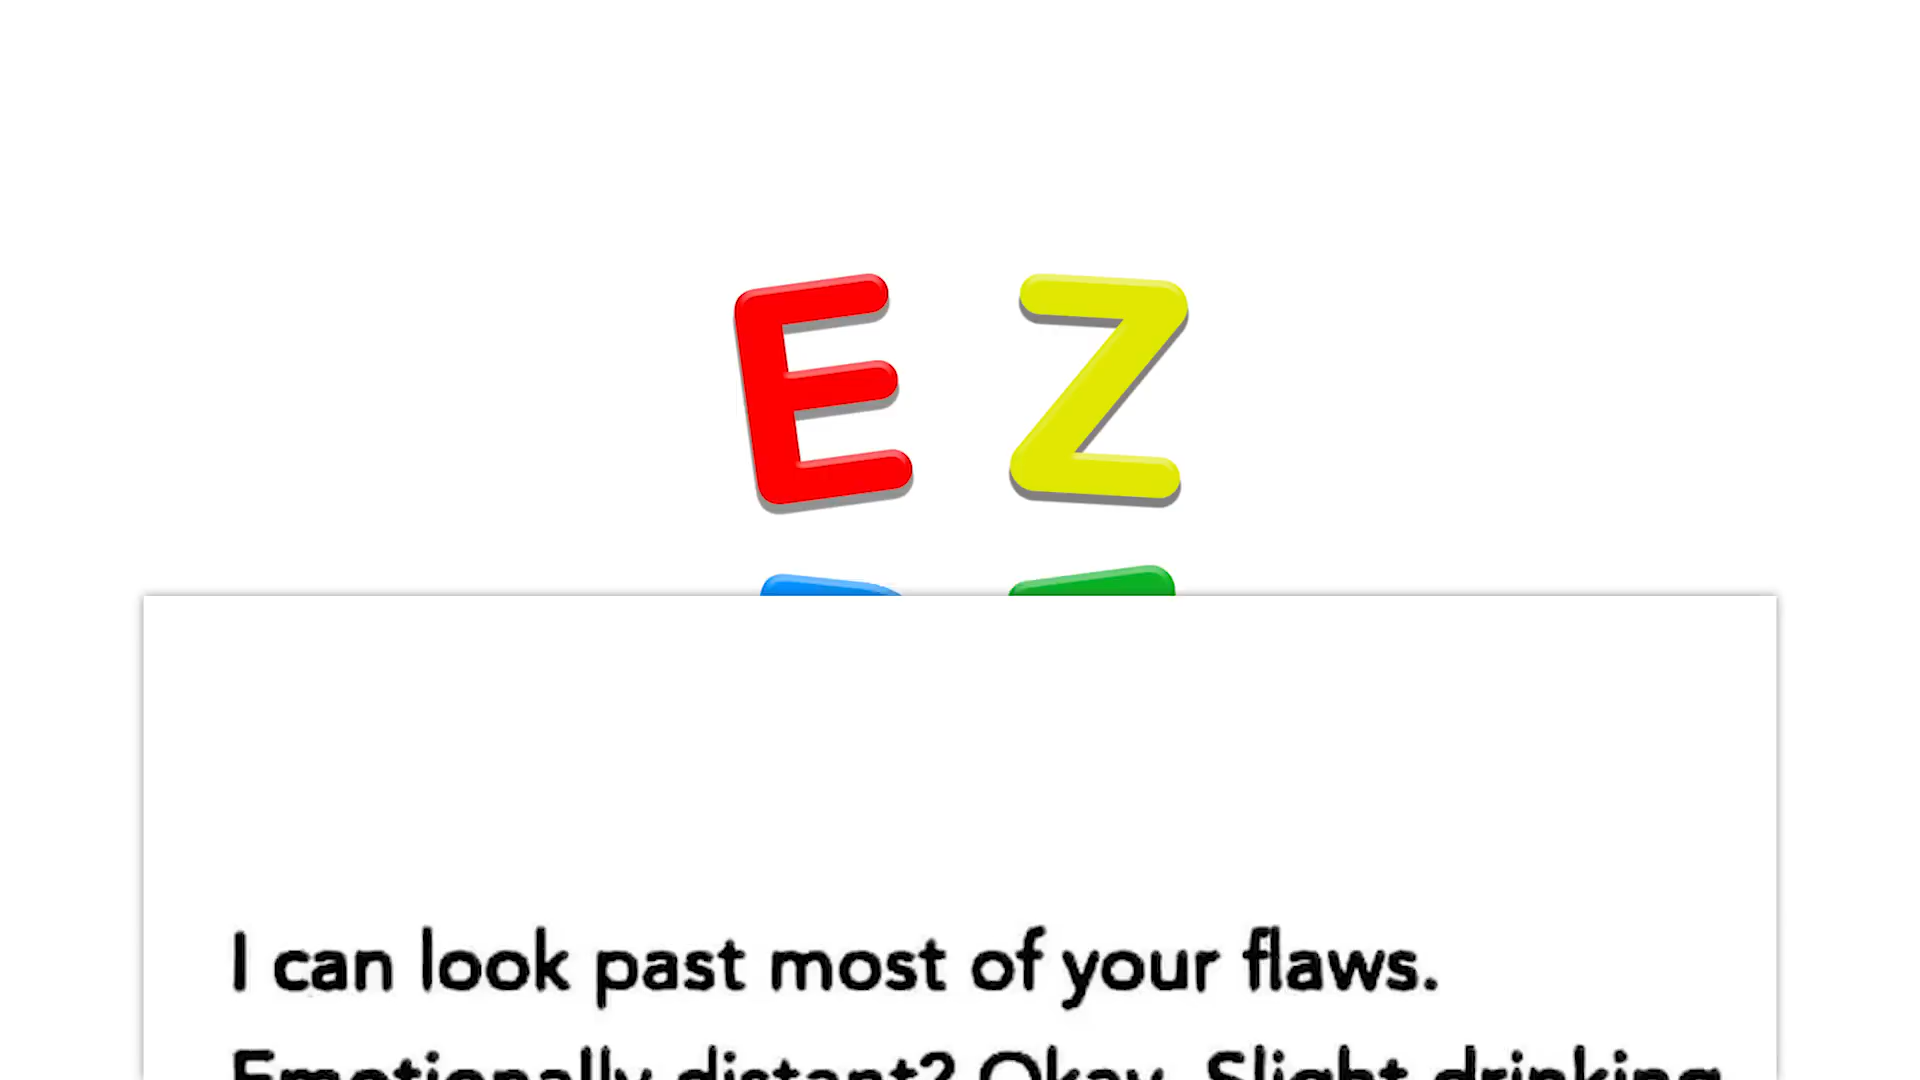 E Z
I can look past most of your flaws.
Emotionally distant? Okay. Slight drinking